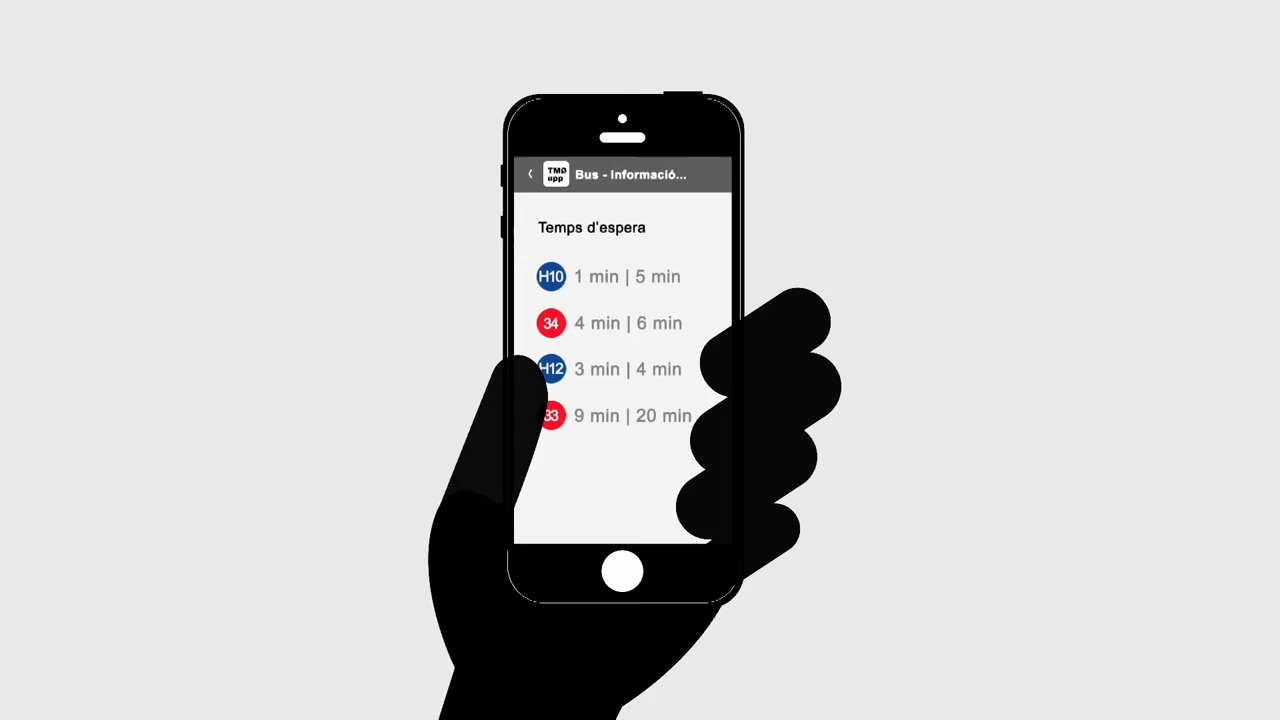 TMB
app
Bus - Informació...
Temps d'espera
H10 1 min | 5 min
34 4 min | 6 min
H12 3 min | 4 min
33 9 min | 20 min